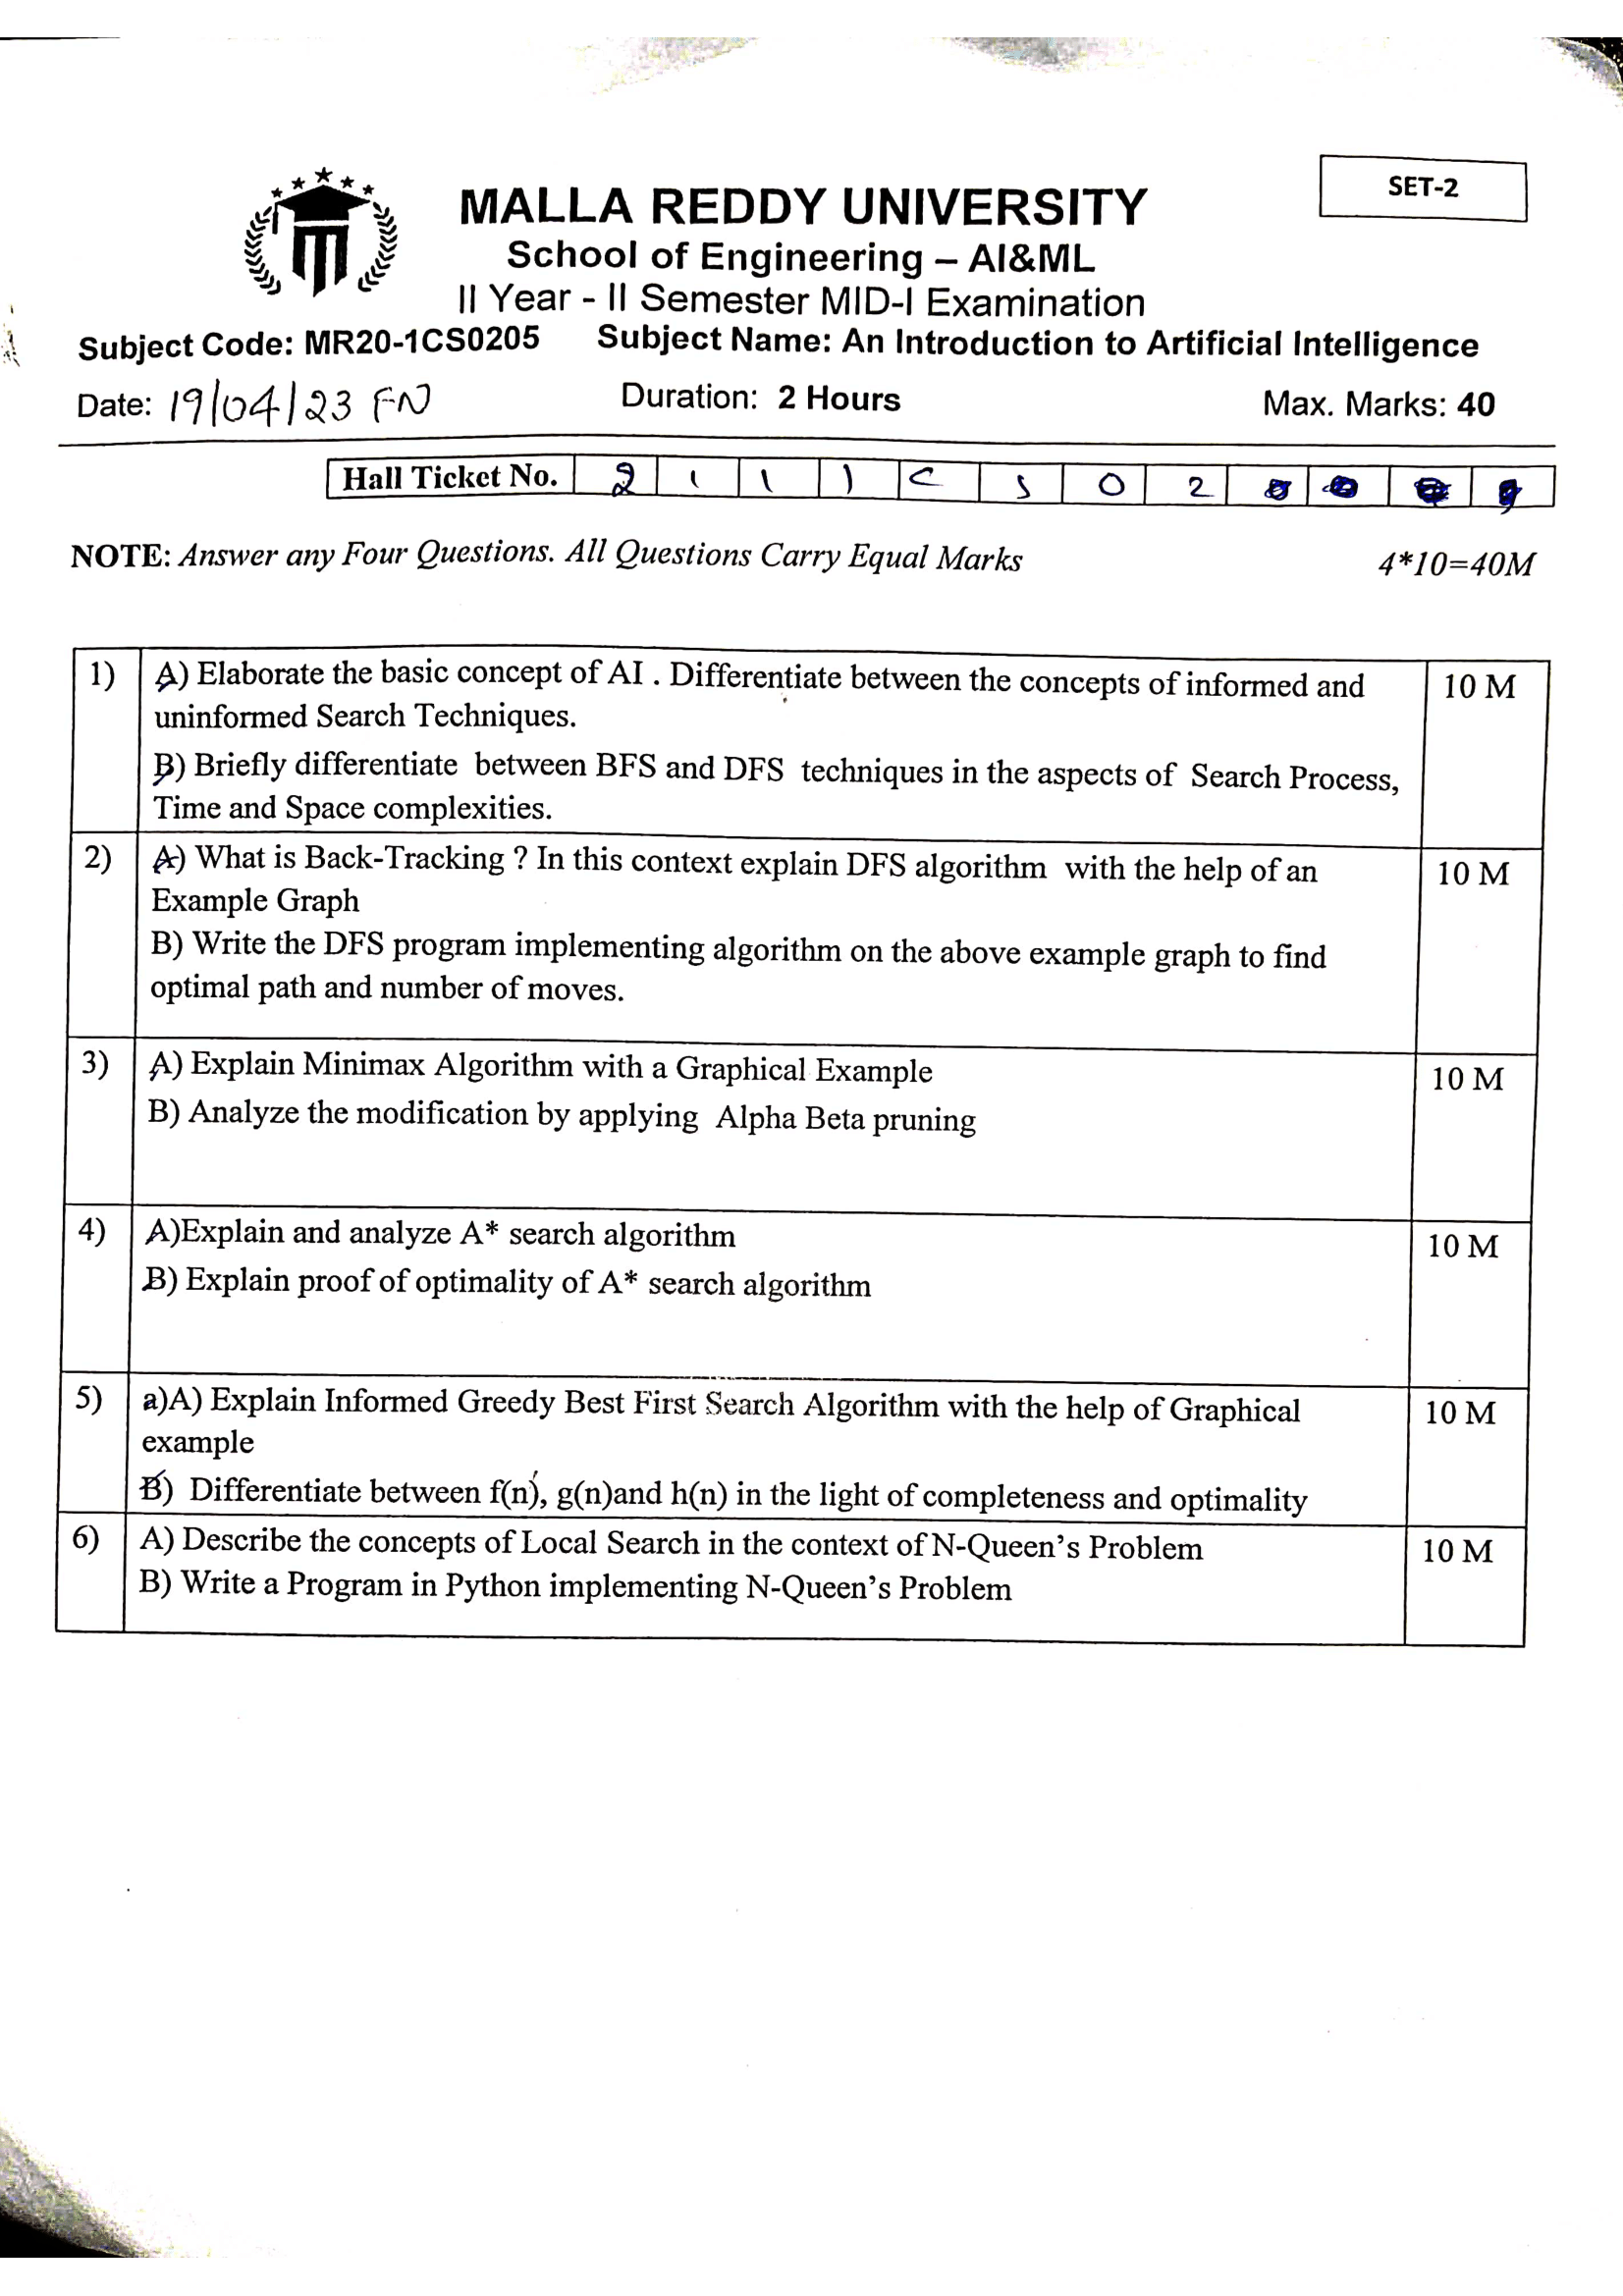 SET-2
MALLA REDDY UNIVERSITY
School of Engineering – AI&ML
II Year - II Semester MID-I Examination
Subject Code: MR20-1CS0205 Subject Name: An Introduction to Artificial Intelligence
Date: 19/04/23 FN Duration: 2 Hours Max. Marks: 40
Hall Ticket No. 2 1 1 1 C S 0 2
NOTE: Answer any Four Questions. All Questions Carry Equal Marks 4*10=40M
1) A) Elaborate the basic concept of AI . Differentiate between the concepts of informed and 10 M
uninformed Search Techniques.
B) Briefly differentiate between BFS and DFS techniques in the aspects of Search Process,
Time and Space complexities.
2) A) What is Back-Tracking ? In this context explain DFS algorithm with the help of an 10 M
Example Graph
B) Write the DFS program implementing algorithm on the above example graph to find
optimal path and number of moves.
3) A) Explain Minimax Algorithm with a Graphical Example 10 M
B) Analyze the modification by applying Alpha Beta pruning
4) A)Explain and analyze A* search algorithm 10 M
B) Explain proof of optimality of A* search algorithm
5) a)A) Explain Informed Greedy Best First Search Algorithm with the help of Graphical 10 M
example
B) Differentiate between f(n), g(n)and h(n) in the light of completeness and optimality
6) A) Describe the concepts of Local Search in the context of N-Queen's Problem 10 M
B) Write a Program in Python implementing N-Queen's Problem